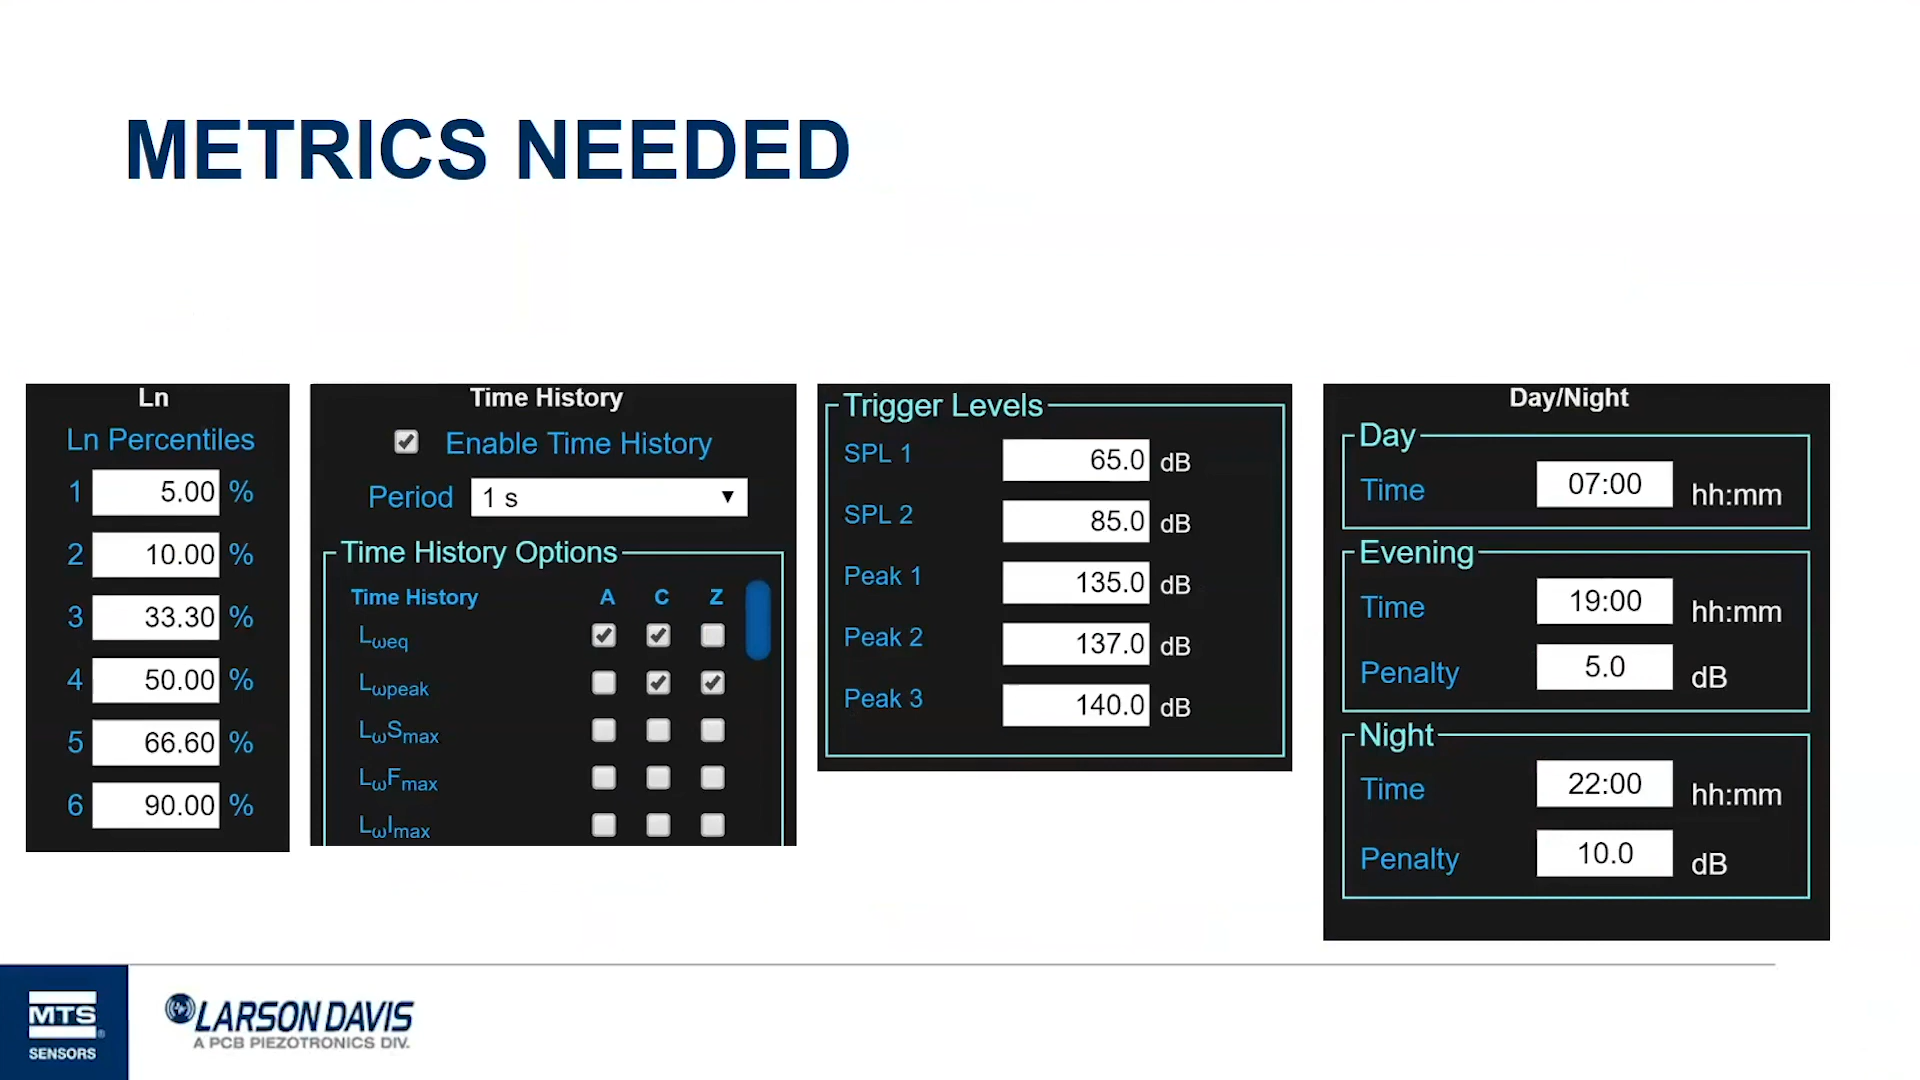 METRICS NEEDED
Ln
Ln Percentiles
1 5.00 %
2 10.00 %
3 33.30 %
4 50.00 %
5 66.60 %
6 90.00 %
Time History
Enable Time History
Period 1 s
Time History Options
Time History A C Z
Lωeq
Lωpeak
LωSmax
LωFmax
LωImax
Trigger Levels
SPL 1 65.0 dB
SPL 2 85.0 dB
Peak 1 135.0 dB
Peak 2 137.0 dB
Peak 3 140.0 dB
Day/Night
Day
Time 07:00 hh:mm
Evening
Time 19:00 hh:mm
Penalty 5.0 dB
Night
Time 22:00 hh:mm
Penalty 10.0 dB
MTS®
SENSORS
LARSON DAVIS
A PCB PIEZOTRONICS DIV.